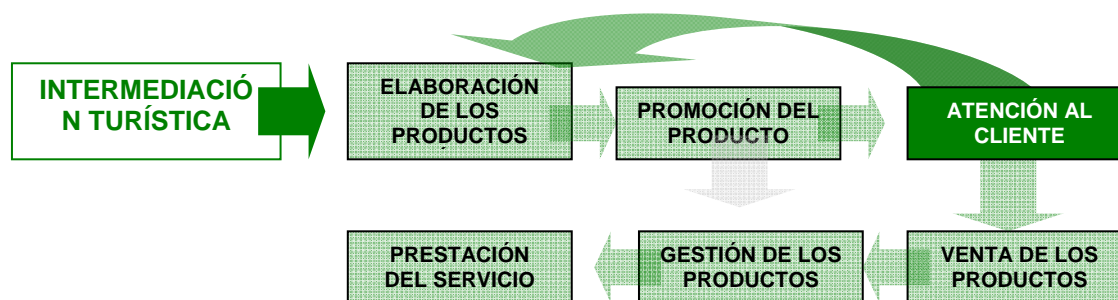 INTERMEDIACIÓ
N TURÍSTICA
ELABORACIÓN
DE LOS
PRODUCTOS
PROMOCIÓN DEL
PRODUCTO
ATENCIÓN AL
CLIENTE
PRESTACIÓN
DEL SERVICIO
GESTIÓN DE LOS
PRODUCTOS
VENTA DE LOS
PRODUCTOS